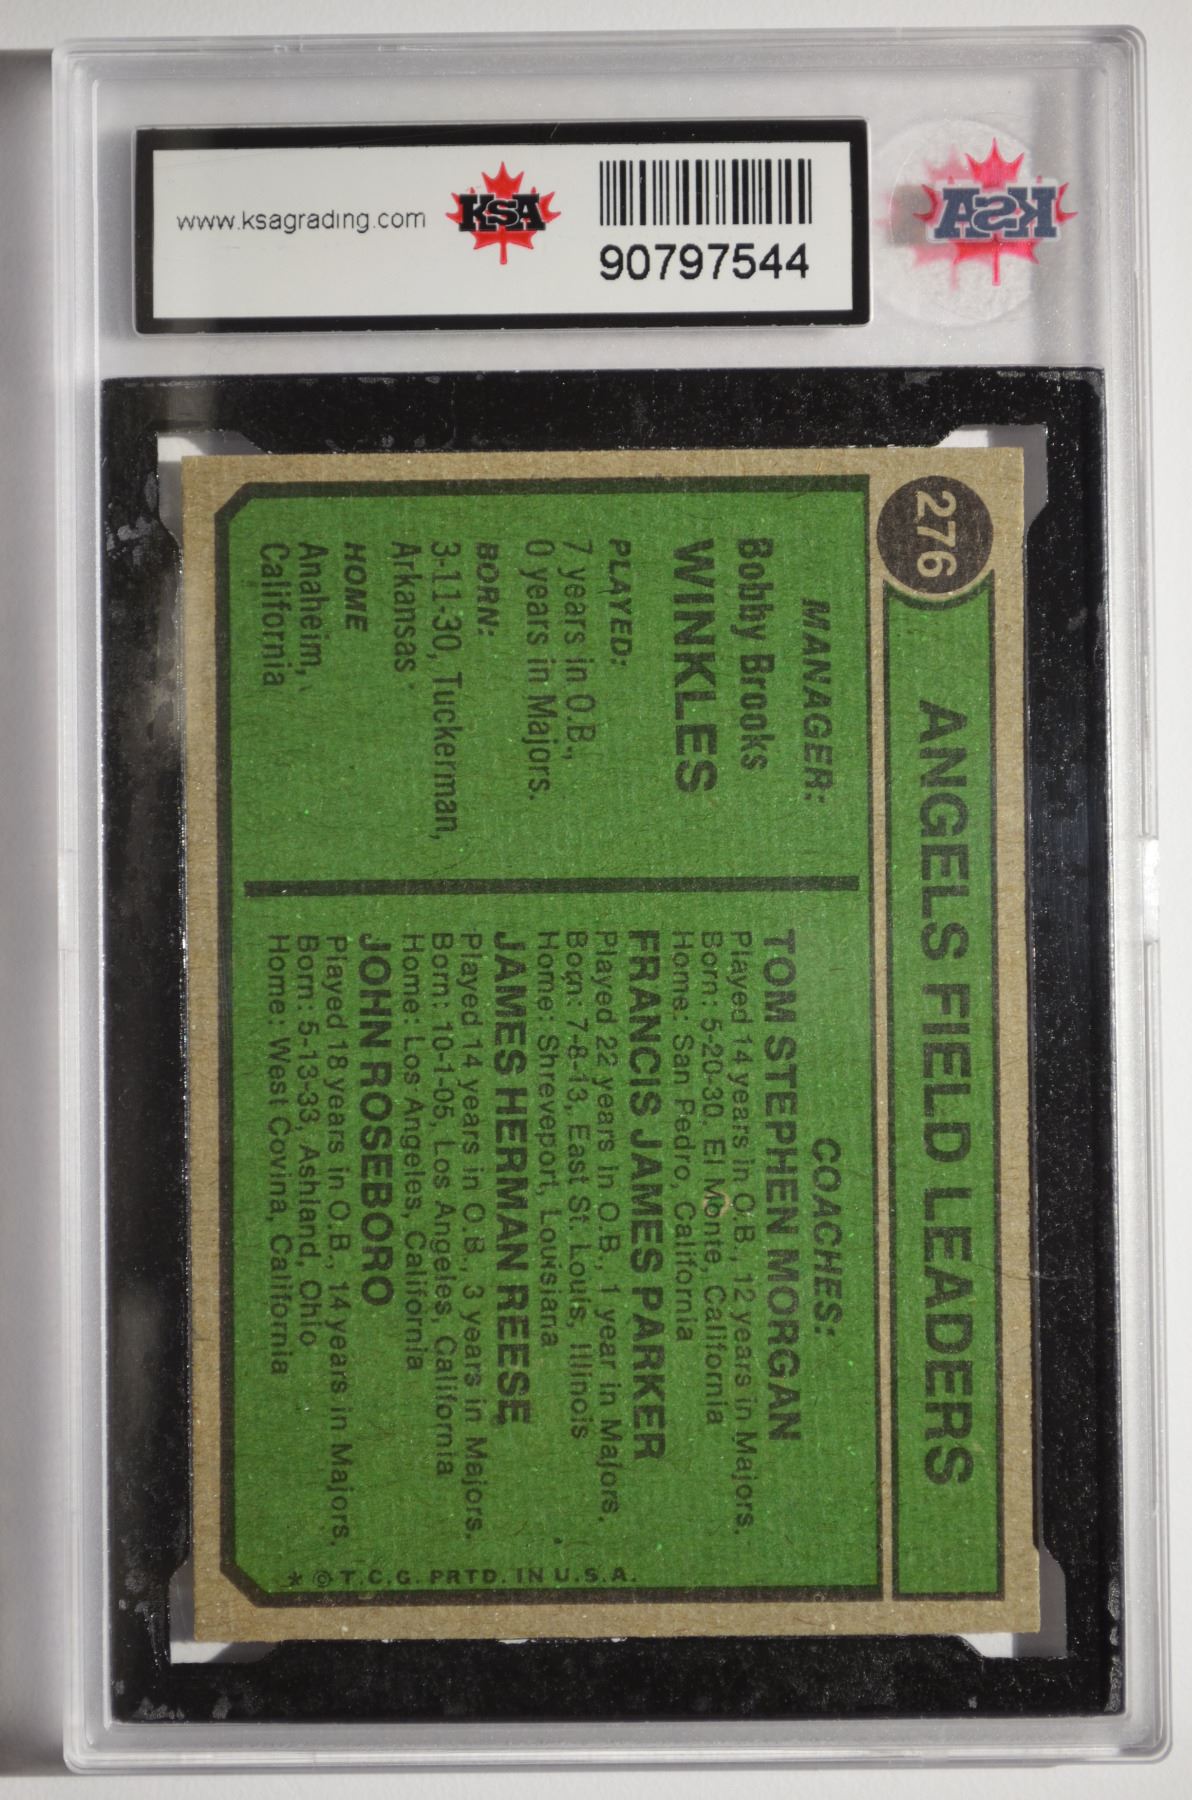 www.ksagrading.com
KSA
90797544
KSA
276
ANGELS FIELD LEADERS
MANAGER:
Bobby Brooks
WINKLES
PLAYED:
7 years in O.B.,
0 years in Majors.
BORN:
3-11-30, Tuckerman,
Arkansas
HOME
Anaheim,
California
COACHES:
TOM STEPHEN MORGAN
Played 14 years in O.B., 12 years in Majors.
Born: 5-20-30, El Monte, California
Home: San Pedro, California
FRANCIS JAMES PARKER
Played 22 years in O.B., 1 year in Majors.
Born: 7-8-13, East St. Louis, Illinois
Home: Shreveport, Louisiana
JAMES HERMAN REESE
Played 14 years in O.B., 3 years in Majors.
Born: 10-1-05, Los Angeles, California
Home: Los Angeles, California
JOHN ROSEBORO
Played 18 years in O.B., 14 years in Majors.
Born: 5-13-33, Ashland, Ohio
Home: West Covina, California
* © T.C.G. PRTD. IN U.S.A.